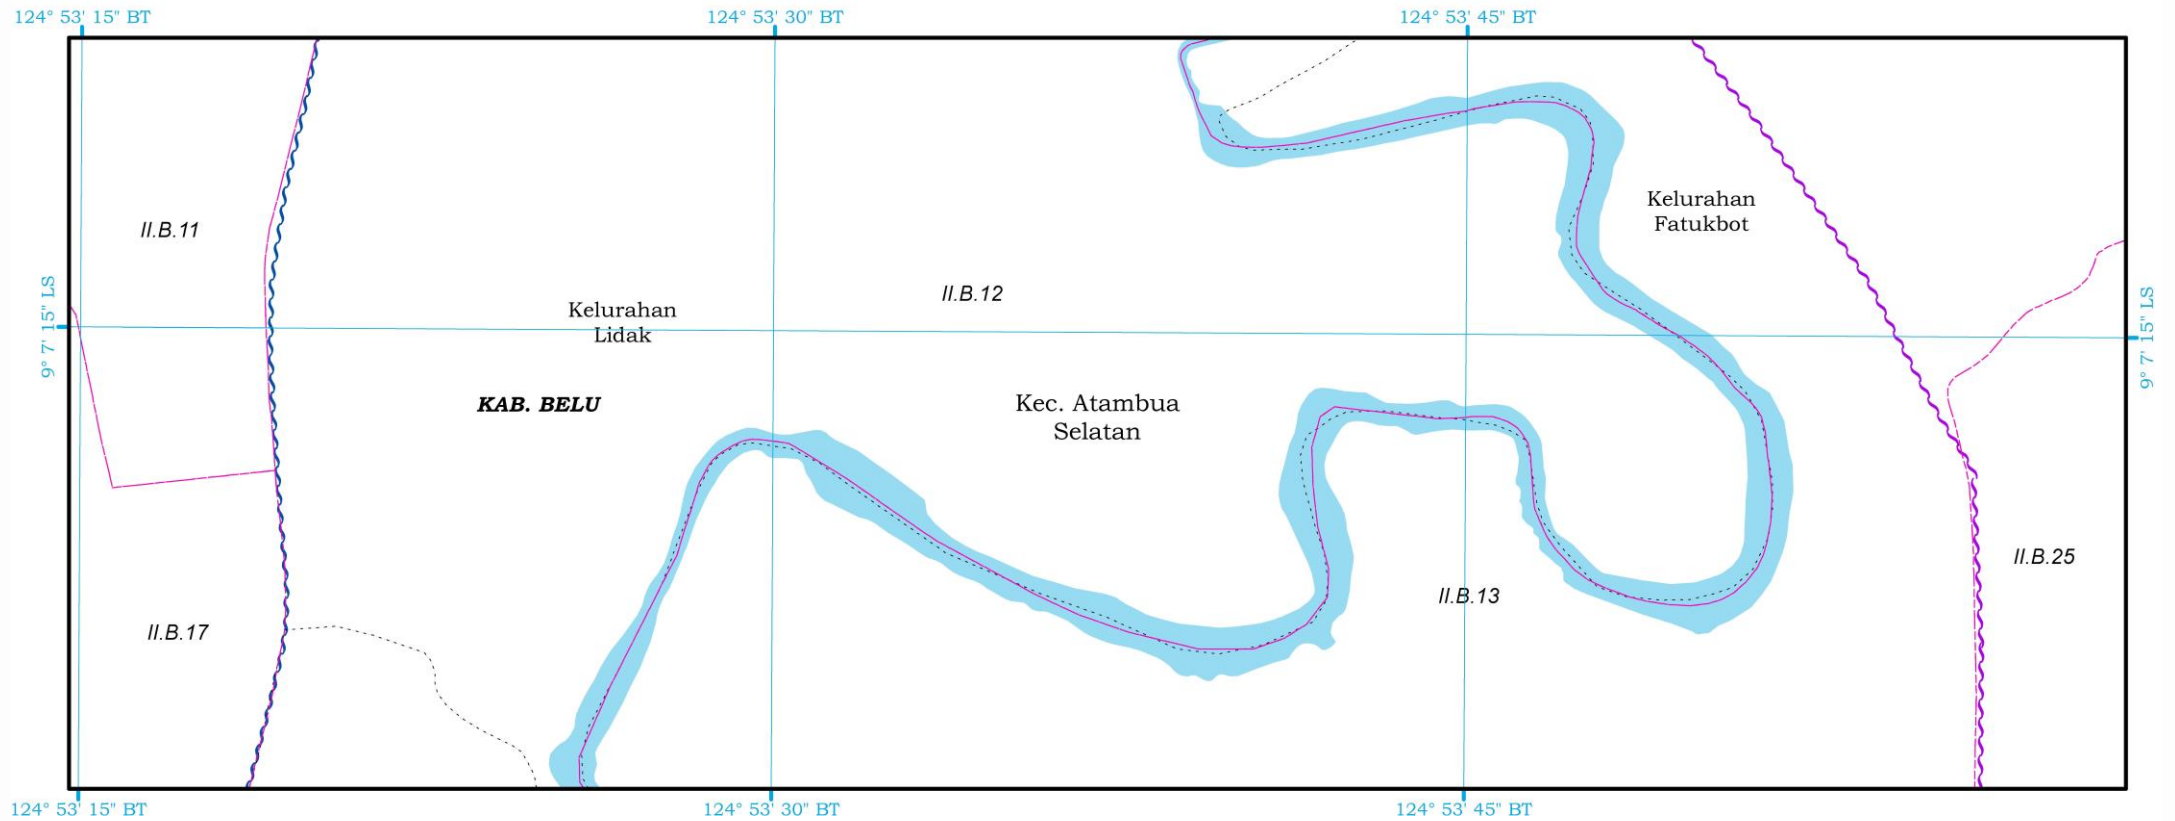 124° 53' 15" BT
124° 53' 30" BT
124° 53' 45" BT
Kelurahan
Fatukbot
II.B.11
II.B.12
9° 7' 15" LS
Kelurahan
Lidak
9° 7' 15" LS
KAB. BELU
Kec. Atambua
Selatan
II.B.25
II.B.13
II.B.17
124° 53' 15" BT
124° 53' 30" BT
124° 53' 45" BT